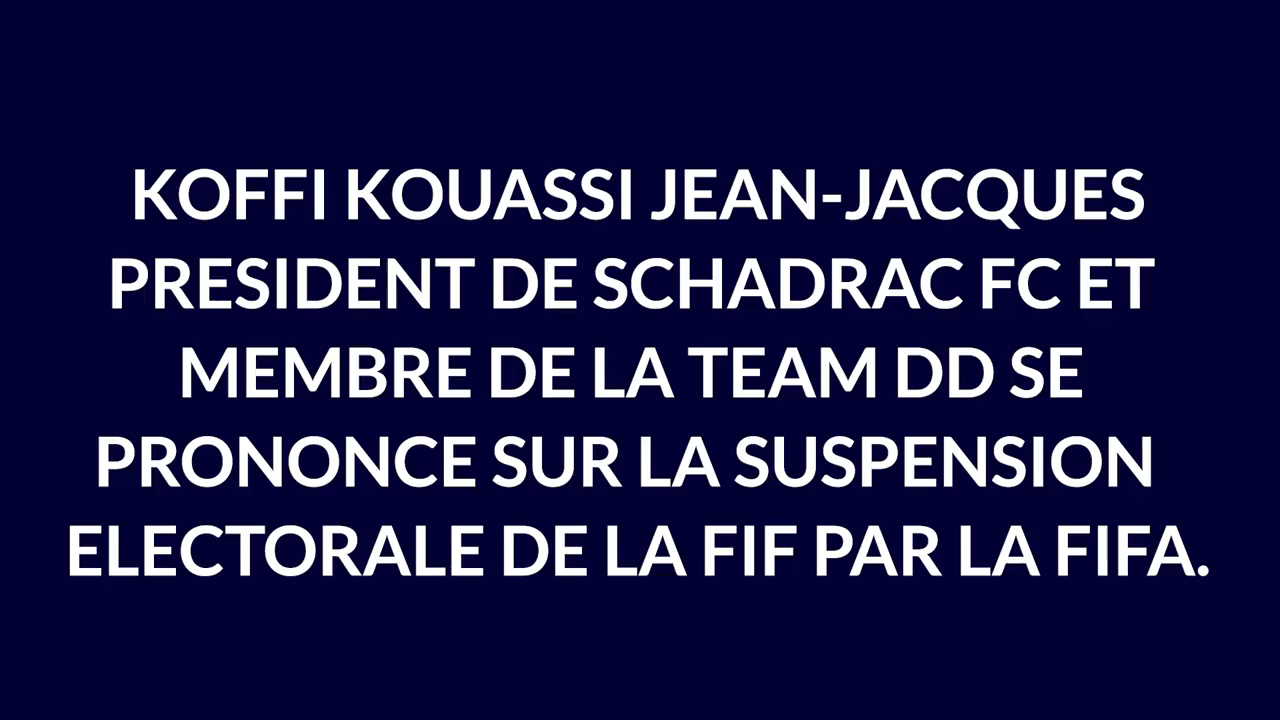 KOFFI KOUASSI JEAN-JACQUES
PRESIDENT DE SCHADRAC FC ET
MEMBRE DE LA TEAM DD SE
PRONONCE SUR LA SUSPENSION
ELECTORALE DE LA FIF PAR LA FIFA.